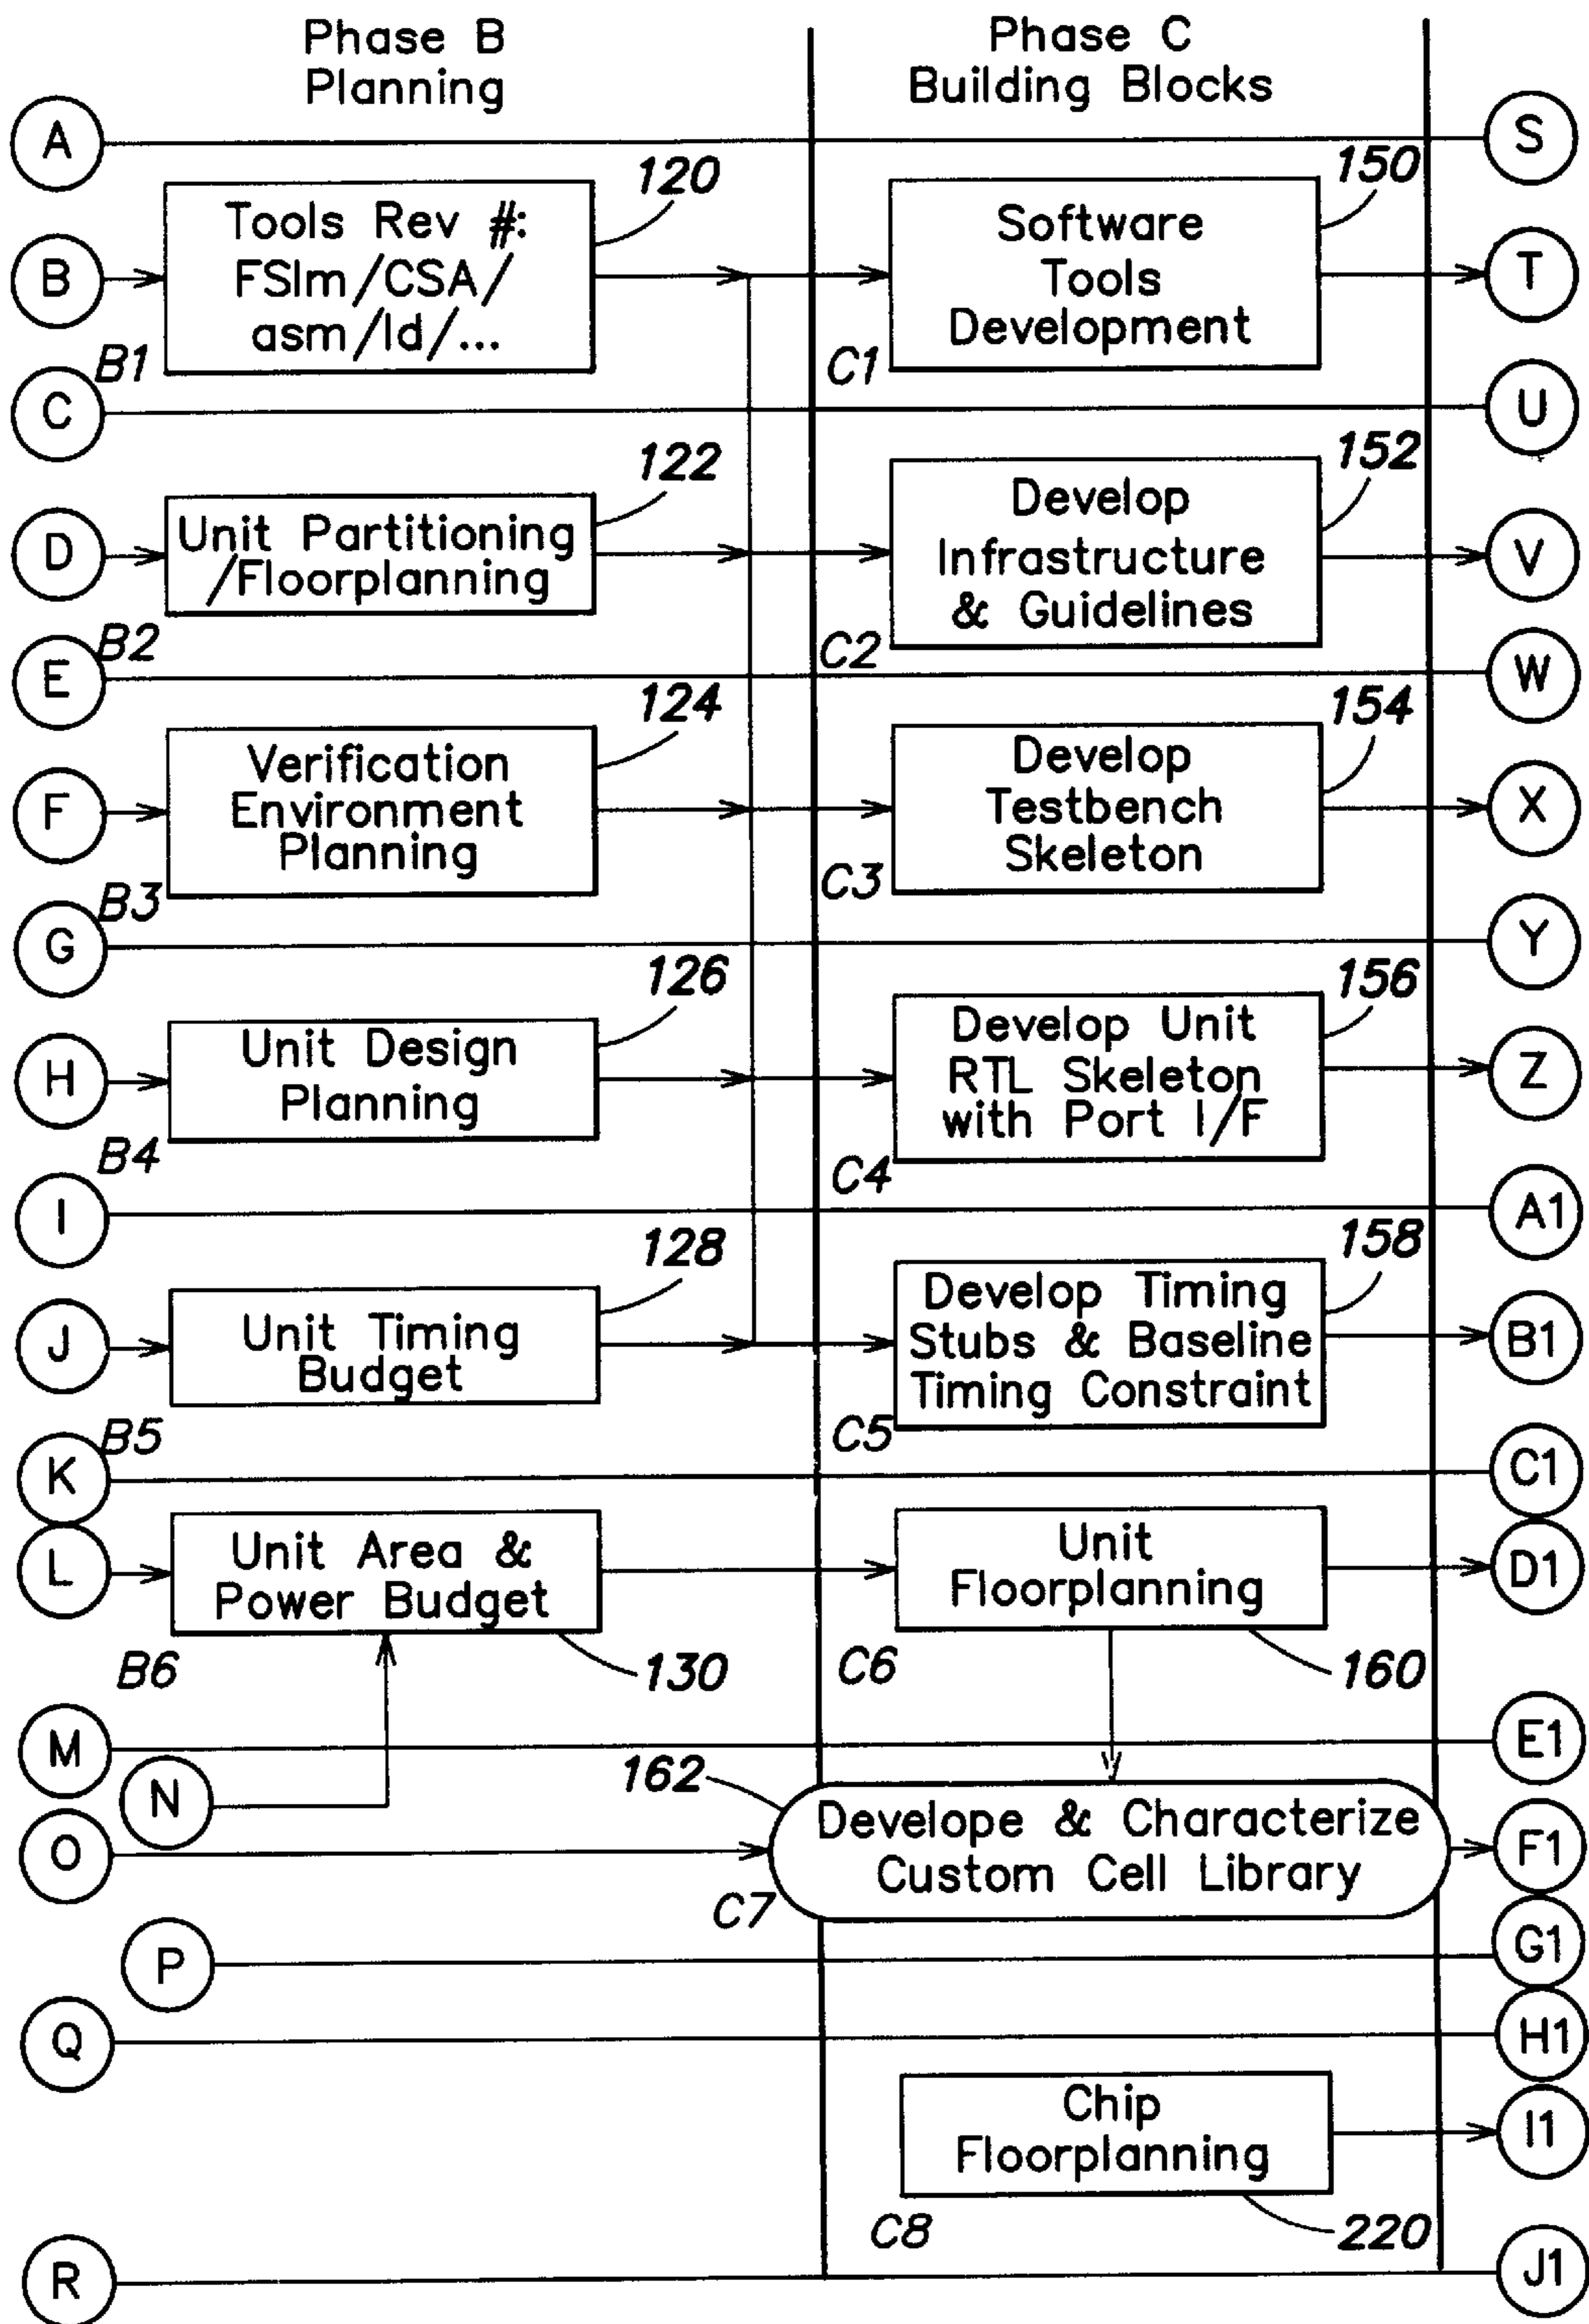 Phase B
Planning
Phase C
Building Blocks
A
S
120
150
B
Tools Rev #:
FSIm/CSA/
asm/ld/...
Software
Tools
Development
T
B1
C1
C
U
122
152
D
Unit Partitioning
/Floorplanning
Develop
Infrastructure
& Guidelines
V
B2
C2
E
W
124
154
F
Verification
Environment
Planning
Develop
Testbench
Skeleton
X
B3
C3
G
Y
126
156
H
Unit Design
Planning
Develop Unit
RTL Skeleton
with Port I/F
Z
B4
C4
I
A1
128
158
J
Unit Timing
Budget
Develop Timing
Stubs & Baseline
Timing Constraint
B1
B5
C5
K
C1
L
Unit Area &
Power Budget
Unit
Floorplanning
D1
B6
130
C6
160
M
E1
N
162
O
Develope & Characterize
Custom Cell Library
F1
C7
P
G1
Q
H1
Chip
Floorplanning
I1
C8
220
R
J1